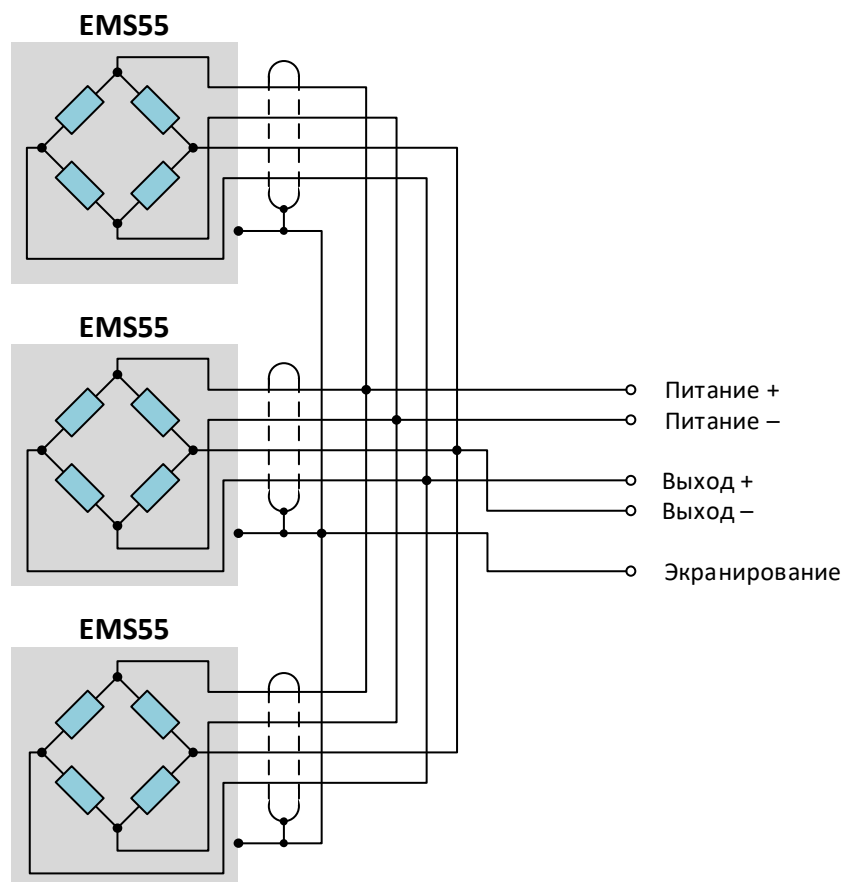 EMS55
EMS55
Питание +
Питание –
Выход +
Выход –
Экранирование
EMS55